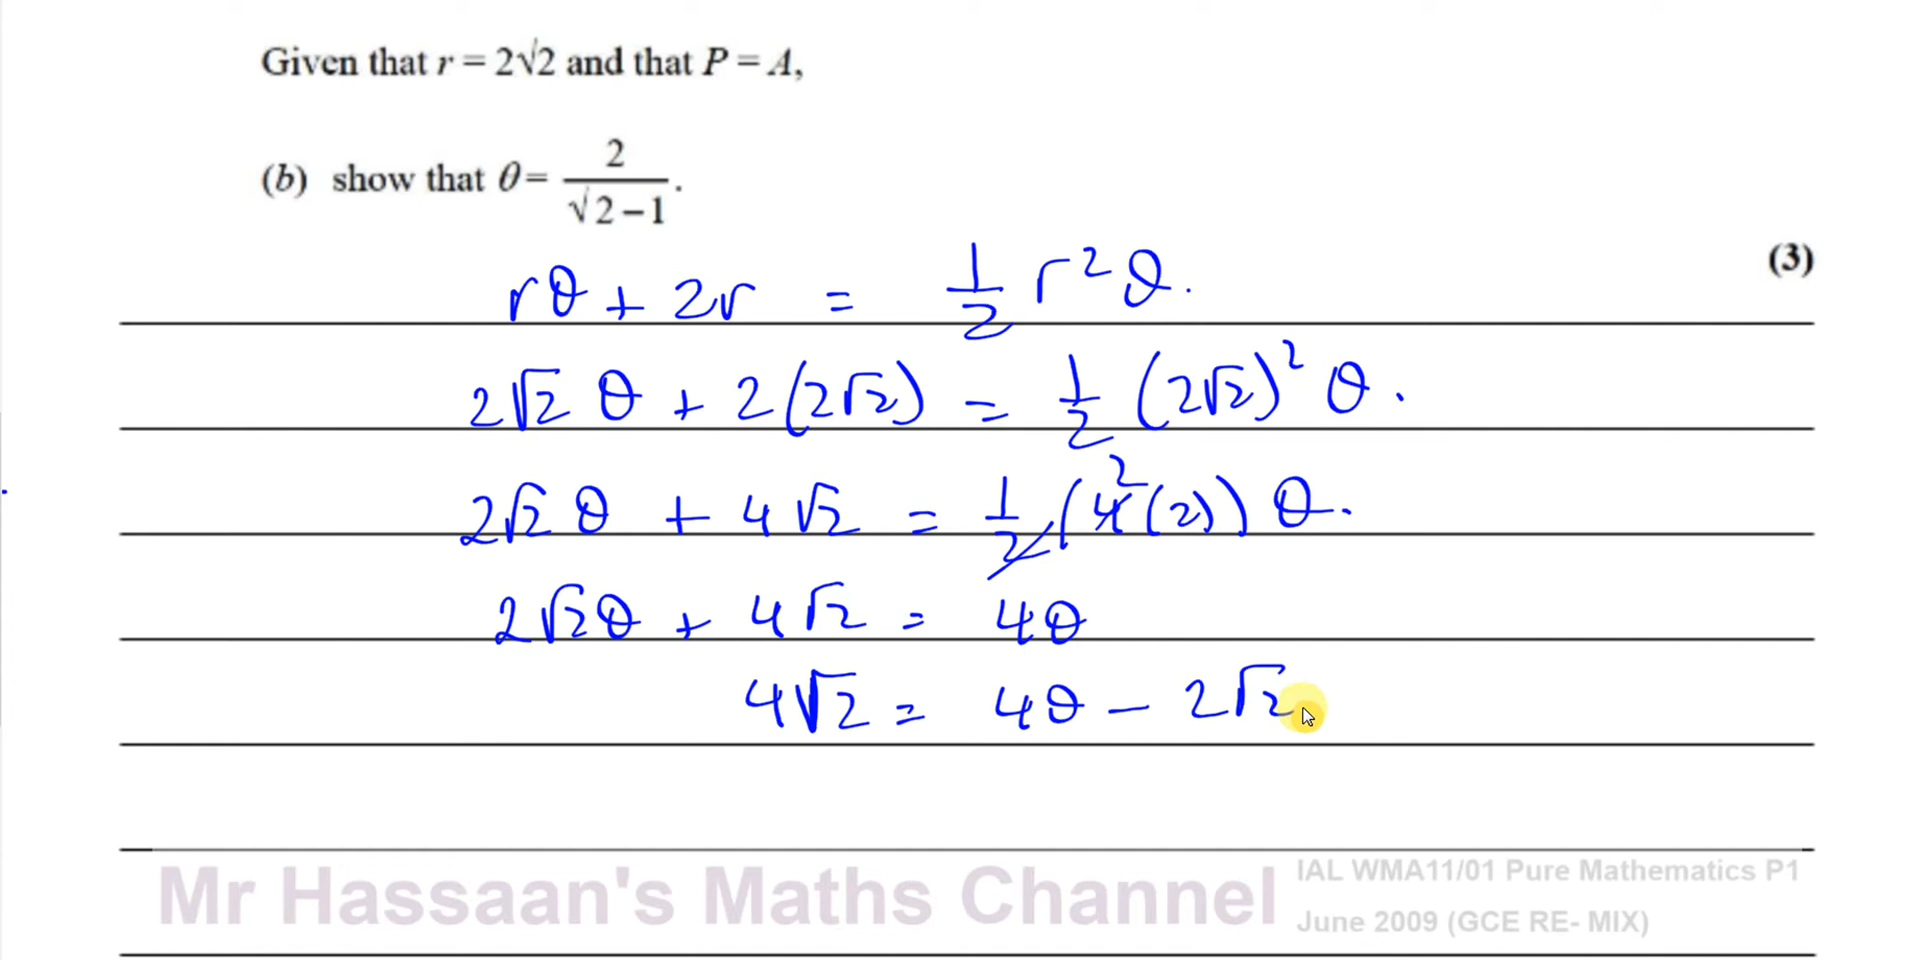 Given that r = 2√2 and that P = A,
(b) show that θ = 2/(√2 − 1).
(3)
rθ + 2r = 1/2 r²θ.
2√2 θ + 2(2√2) = 1/2 (2√2)² θ.
2√2 θ + 4√2 = 1/2 (4²(2)) θ.
2√2θ + 4√2 = 4θ
4√2 = 4θ − 2√2
Mr Hassaan's Maths Channel
IAL WMA11/01 Pure Mathematics P1
June 2009 (GCE RE- MIX)